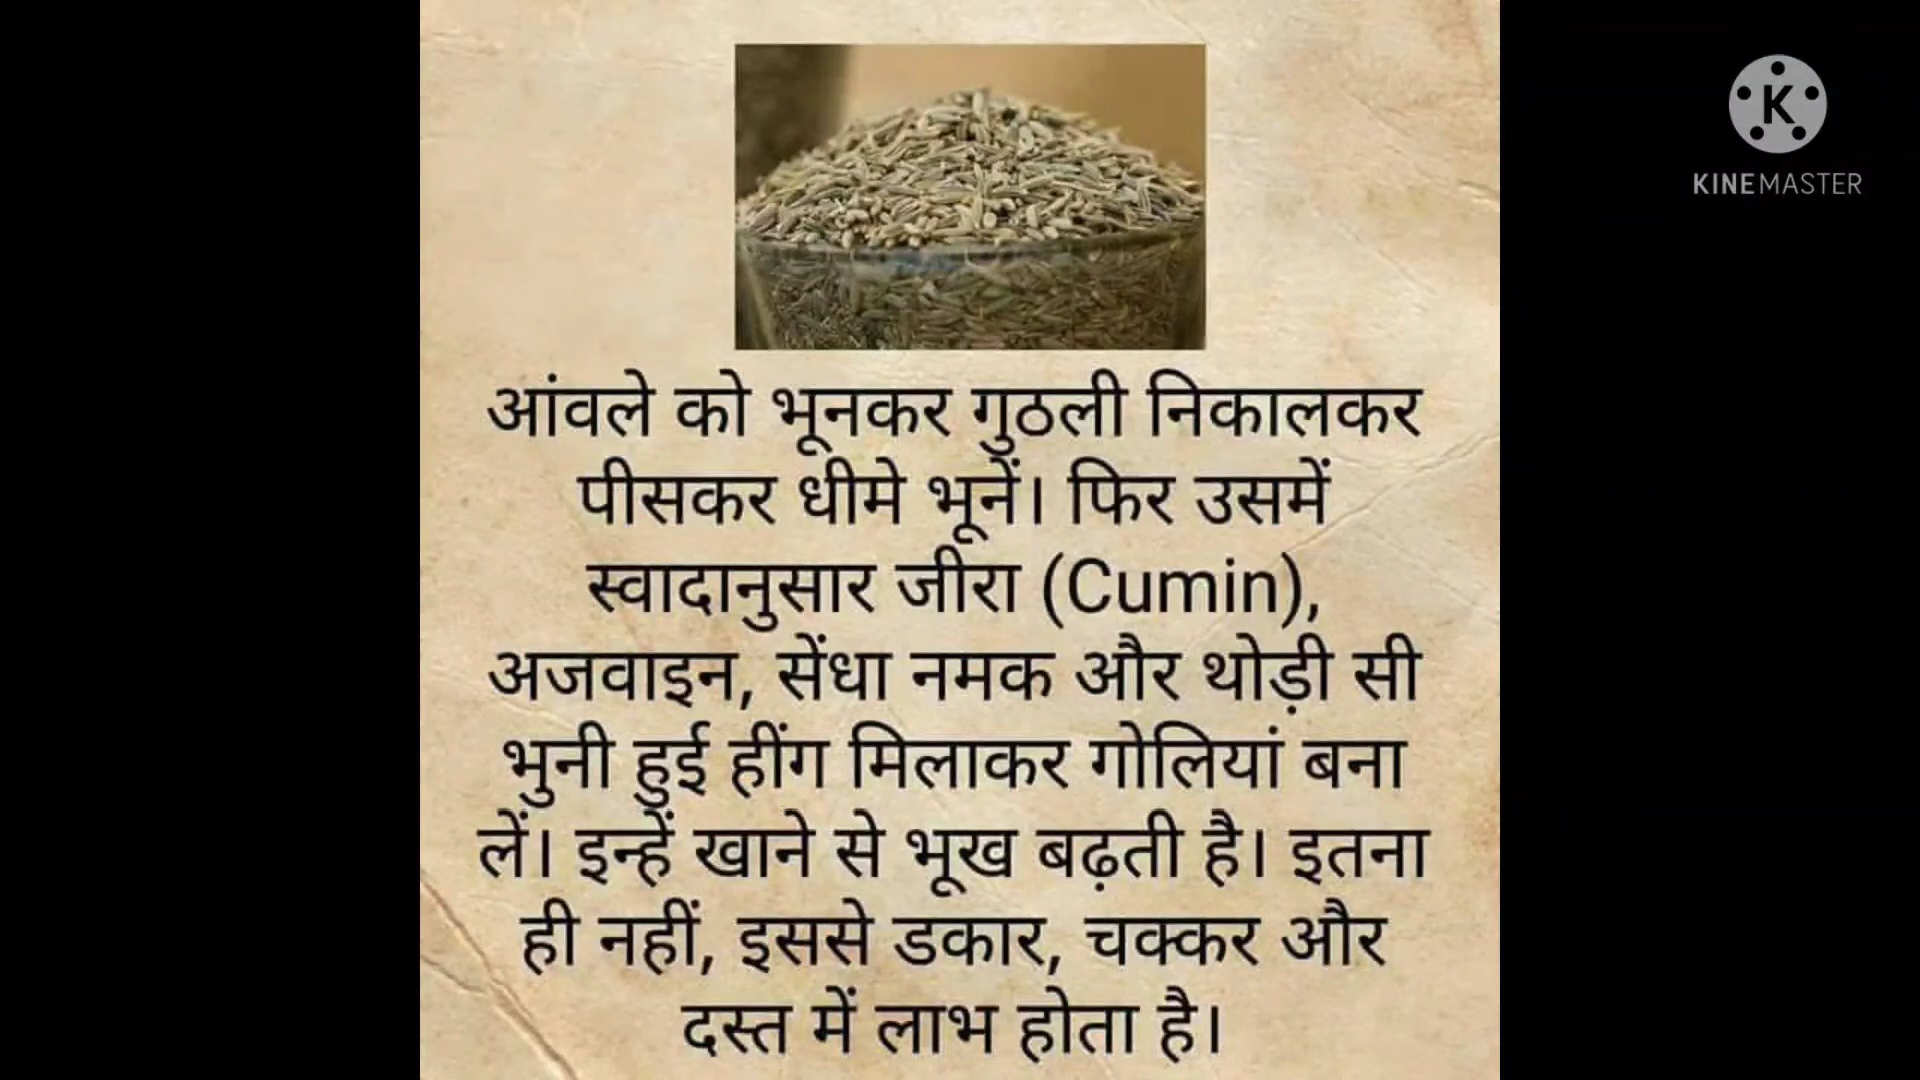 KINEMASTER
आंवले को भूनकर गुठली निकालकर
पीसकर धीमे भूनें। फिर उसमें
स्वादानुसार जीरा (Cumin),
अजवाइन, सेंधा नमक और थोड़ी सी
भुनी हुई हींग मिलाकर गोलियां बना
लें। इन्हें खाने से भूख बढ़ती है। इतना
ही नहीं, इससे डकार, चक्कर और
दस्त में लाभ होता है।